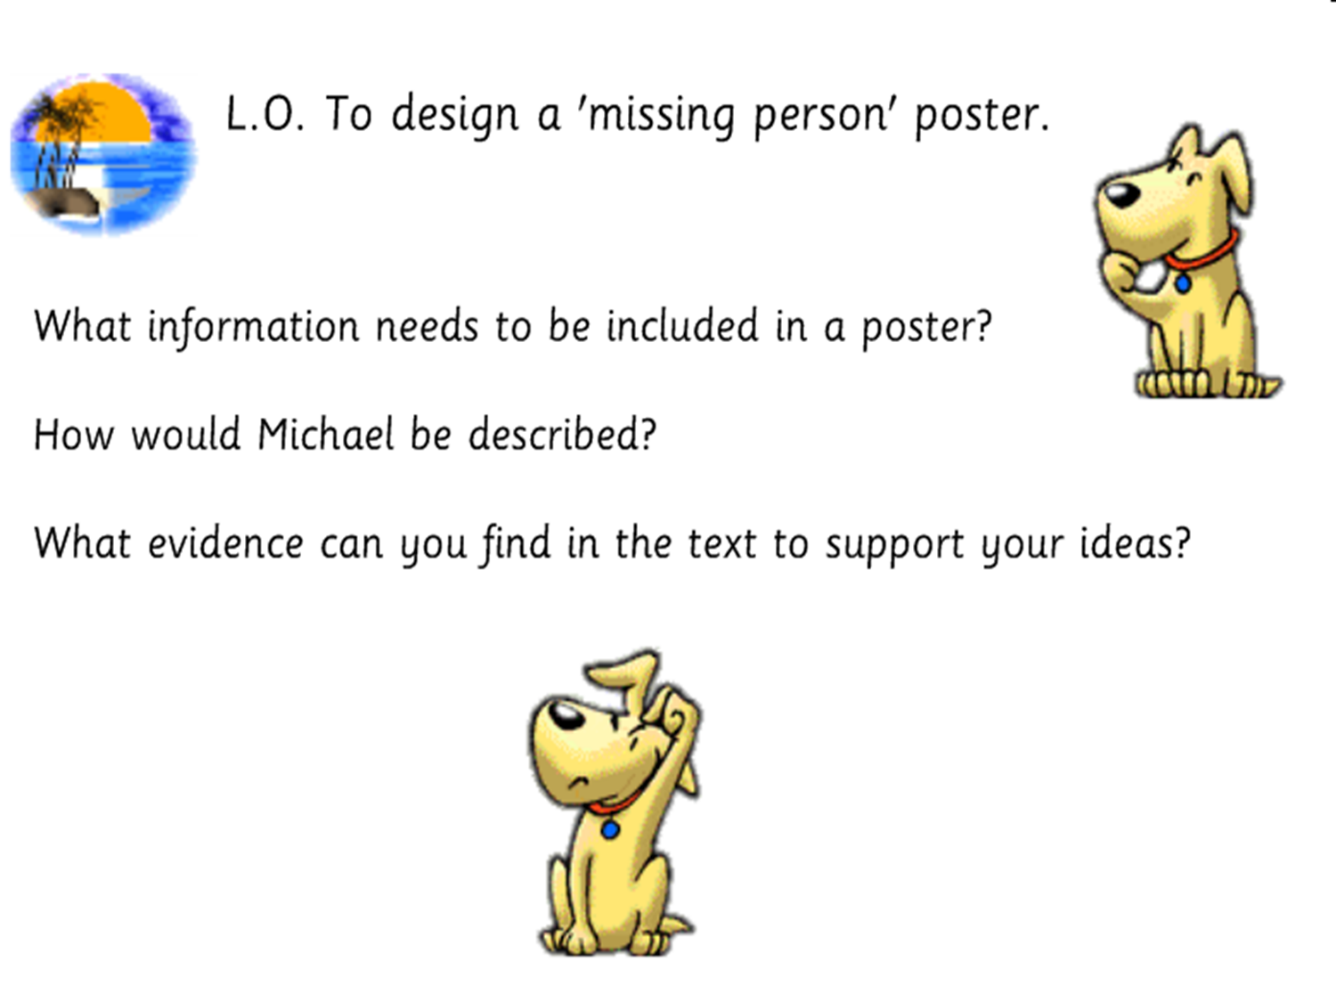 L.O. To design a 'missing person' poster.
What information needs to be included in a poster?
How would Michael be described?
What evidence can you find in the text to support your ideas?